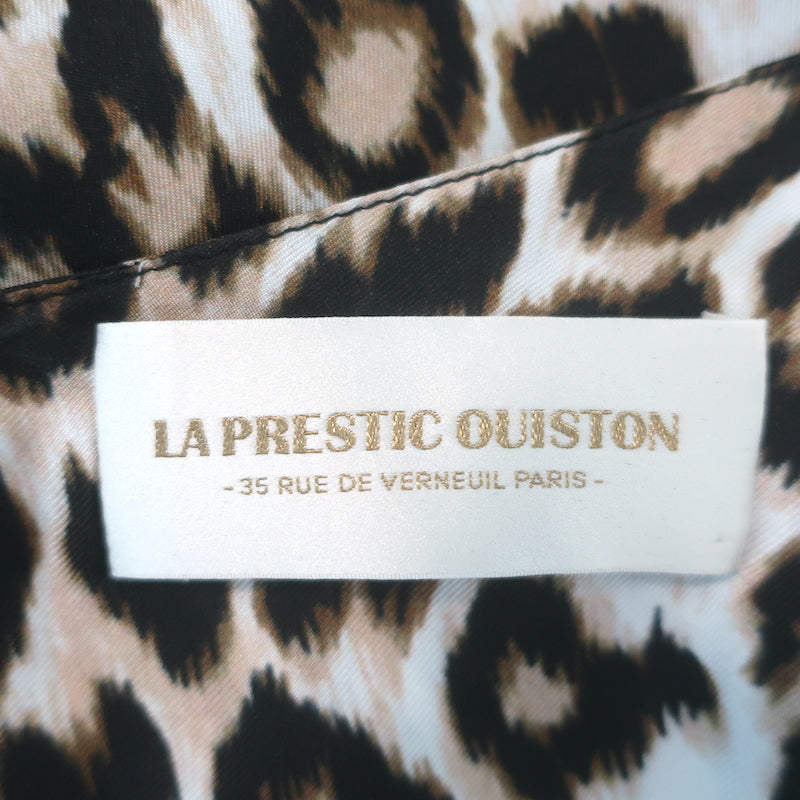 LA PRESTIC OUISTON
- 35 RUE DE VERNEUIL PARIS -